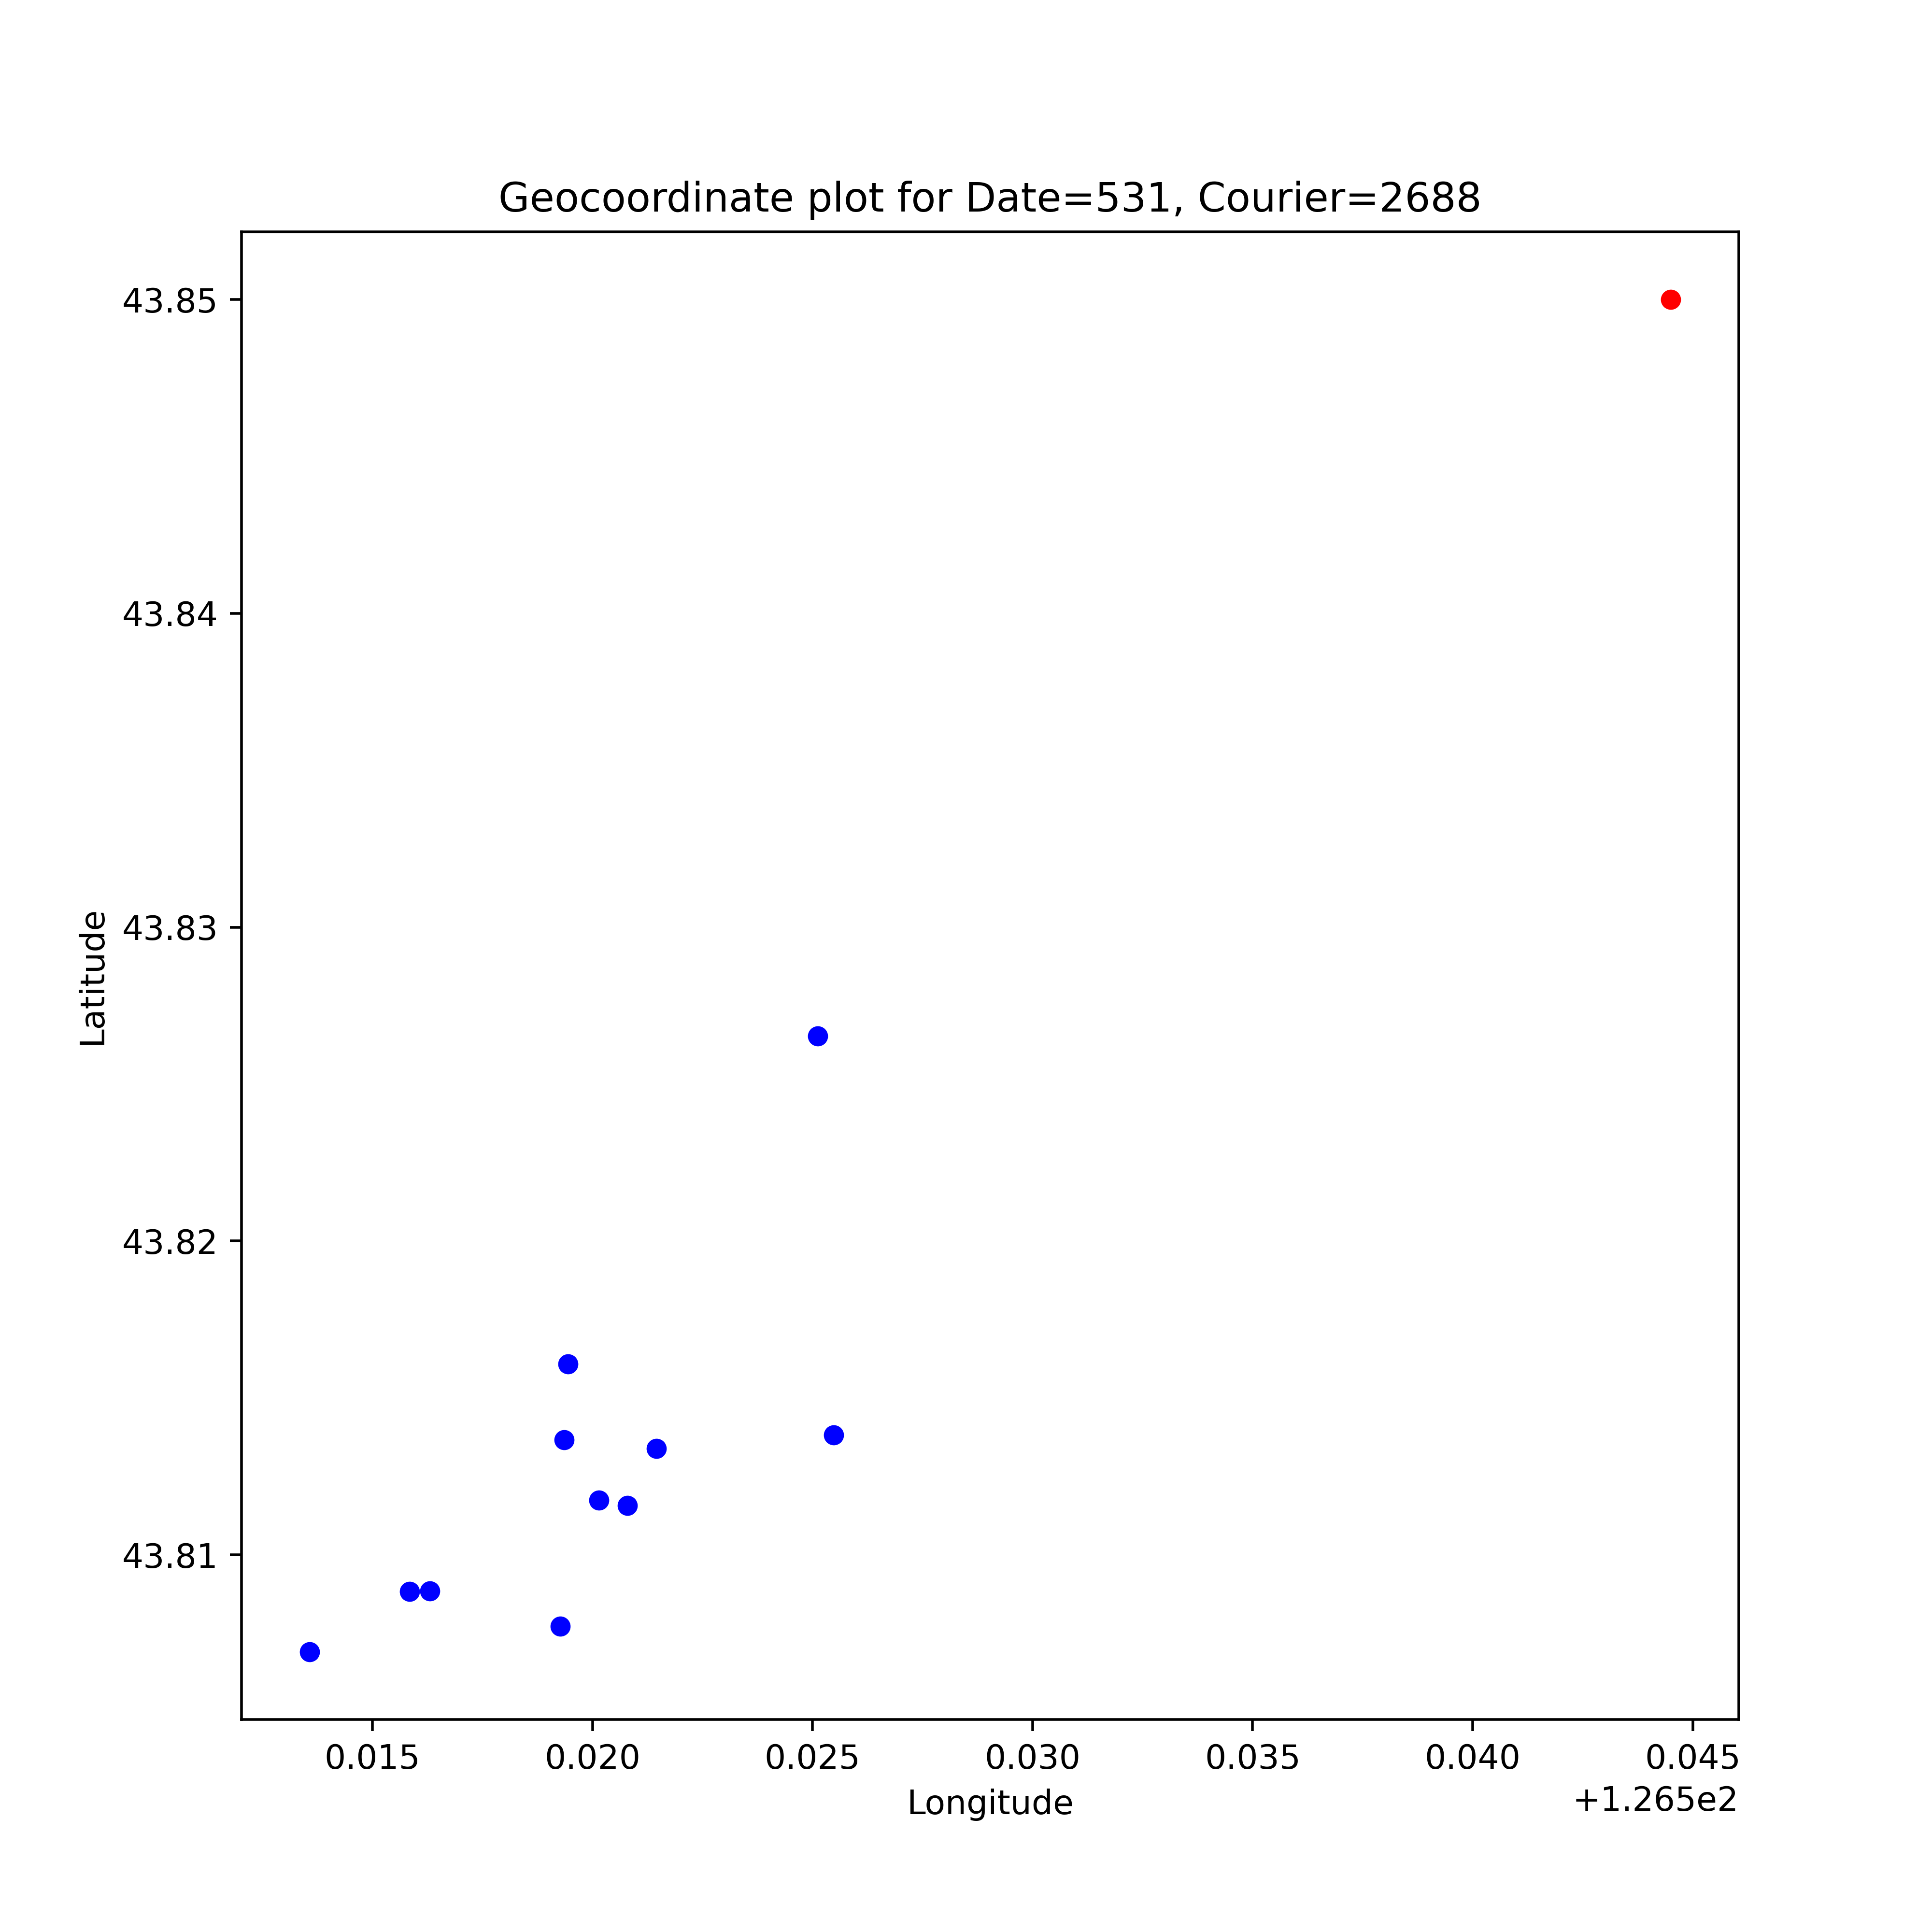 Geocoordinate plot for Date=531, Courier=2688
43.85
43.84
43.83
43.82
43.81
Latitude
0.015 0.020 0.025 0.030 0.035 0.040 0.045
+1.265e2
Longitude